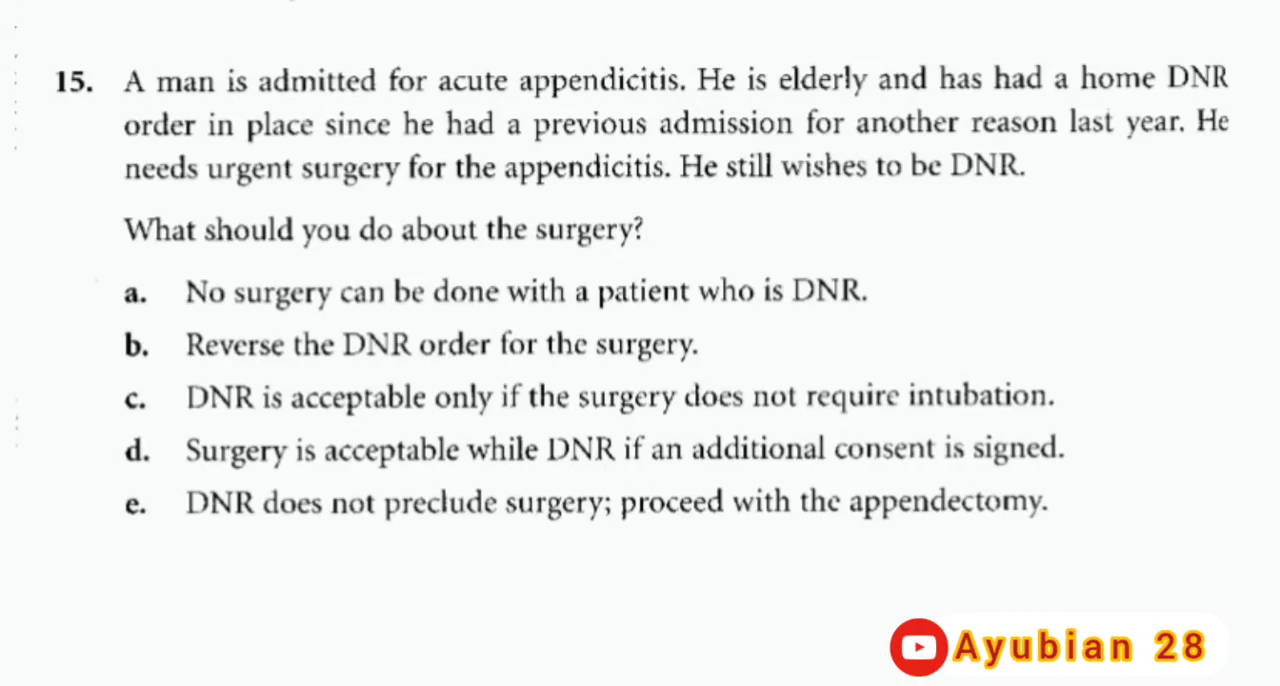 15. A man is admitted for acute appendicitis. He is elderly and has had a home DNR
order in place since he had a previous admission for another reason last year. He
needs urgent surgery for the appendicitis. He still wishes to be DNR.
What should you do about the surgery?
a. No surgery can be done with a patient who is DNR.
b. Reverse the DNR order for the surgery.
c. DNR is acceptable only if the surgery does not require intubation.
d. Surgery is acceptable while DNR if an additional consent is signed.
e. DNR does not preclude surgery; proceed with the appendectomy.
Ayubian 28